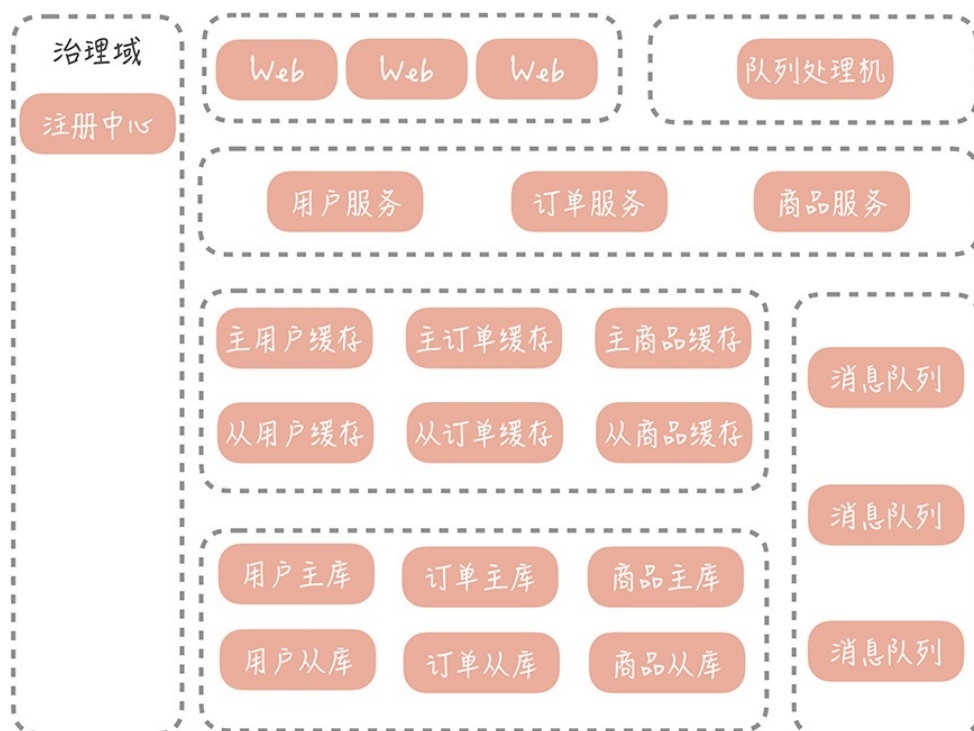 治理域
注册中心
Web Web Web
队列处理机
用户服务 订单服务 商品服务
主用户缓存 主订单缓存 主商品缓存
从用户缓存 从订单缓存 从商品缓存
用户主库 订单主库 商品主库
用户从库 订单从库 商品从库
消息队列
消息队列
消息队列